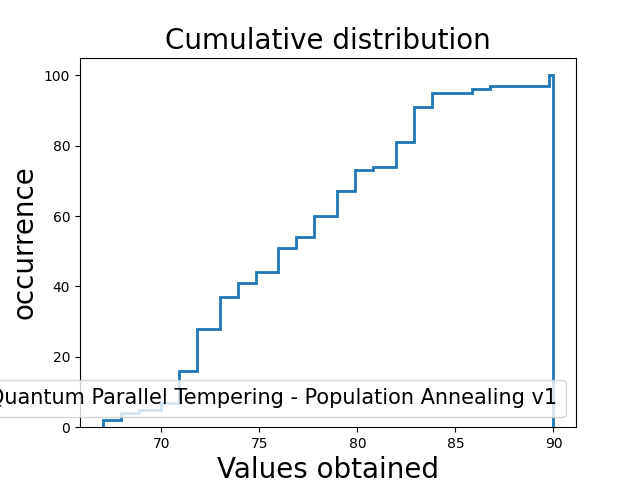 Cumulative distribution
occurrence
100
80
60
40
20
0
Quantum Parallel Tempering - Population Annealing v1
70
75
80
85
90
Values obtained